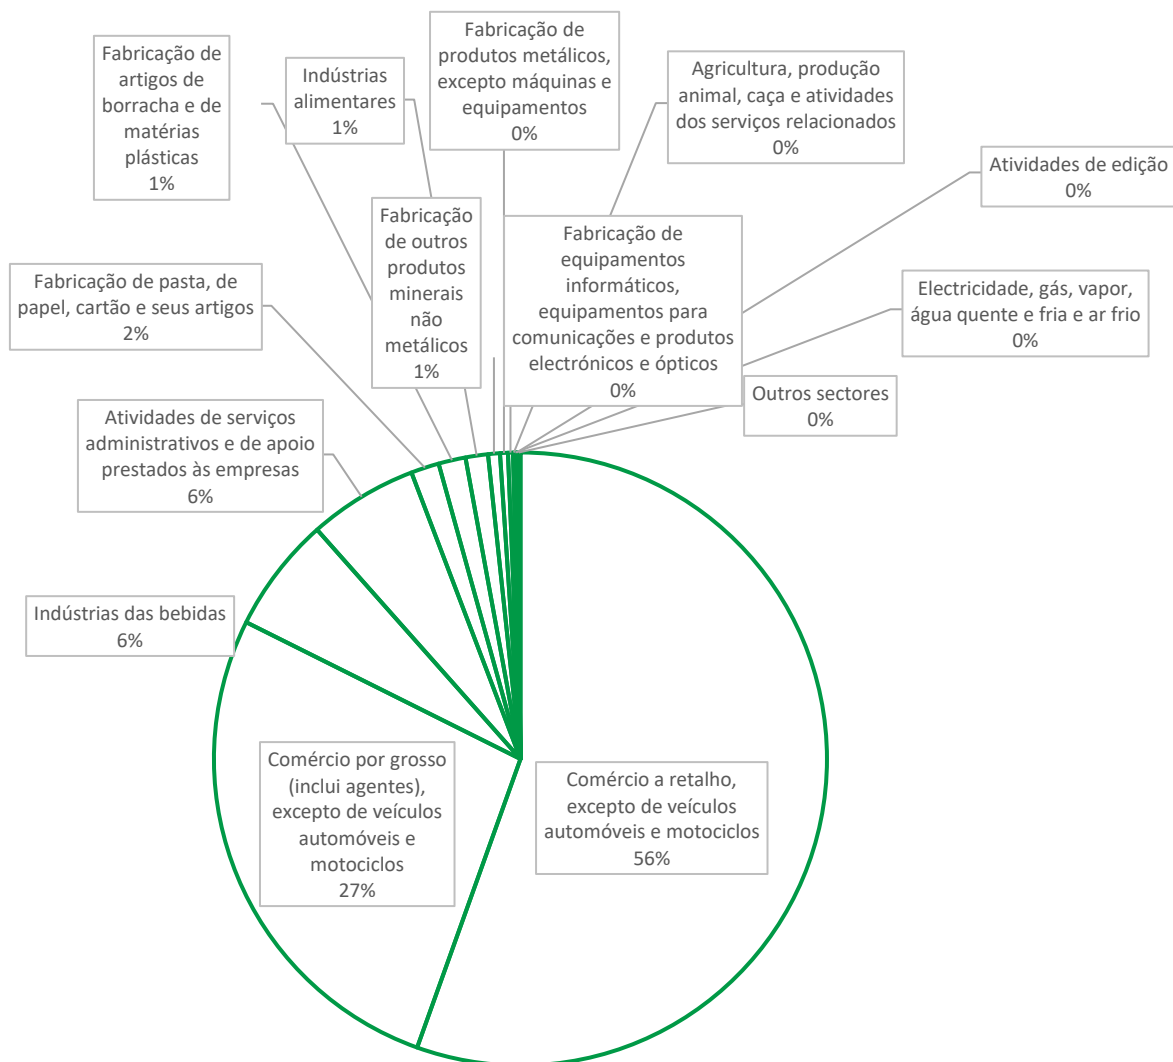 Fabricação de
artigos de
borracha e de
matérias
plásticas
1%
Indústrias
alimentares
1%
Fabricação de
produtos metálicos,
excepto máquinas e
equipamentos
0%
Agricultura, produção
animal, caça e atividades
dos serviços relacionados
0%
Atividades de edição
0%
Fabricação
de outros
produtos
minerais
não
metálicos
1%
Fabricação de
equipamentos
informáticos,
equipamentos para
comunicações e produtos
electrónicos e ópticos
0%
Fabricação de pasta, de
papel, cartão e seus artigos
2%
Electricidade, gás, vapor,
água quente e fria e ar frio
0%
Outros sectores
0%
Atividades de serviços
administrativos e de apoio
prestados às empresas
6%
Indústrias das bebidas
6%
Comércio por grosso
(inclui agentes),
excepto de veículos
automóveis e
motociclos
27%
Comércio a retalho,
excepto de veículos
automóveis e motociclos
56%